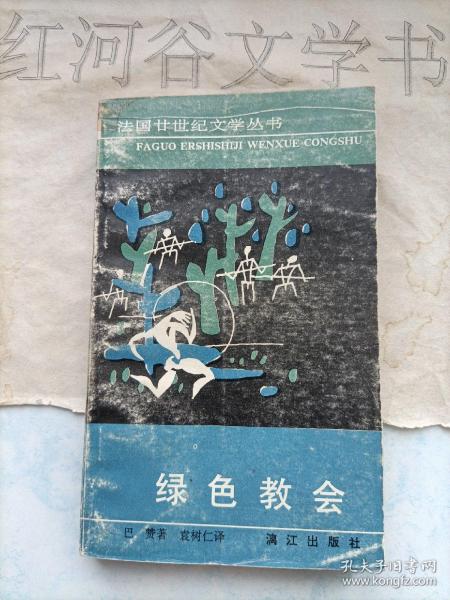 红河谷文学书
法国廿世纪文学丛书
FAGUO ERSHISHIJI WENXUE CONGSHU
绿色教会
巴 赞著 袁树仁译 漓江出版社
孔夫子旧书网
www.kongfz.com